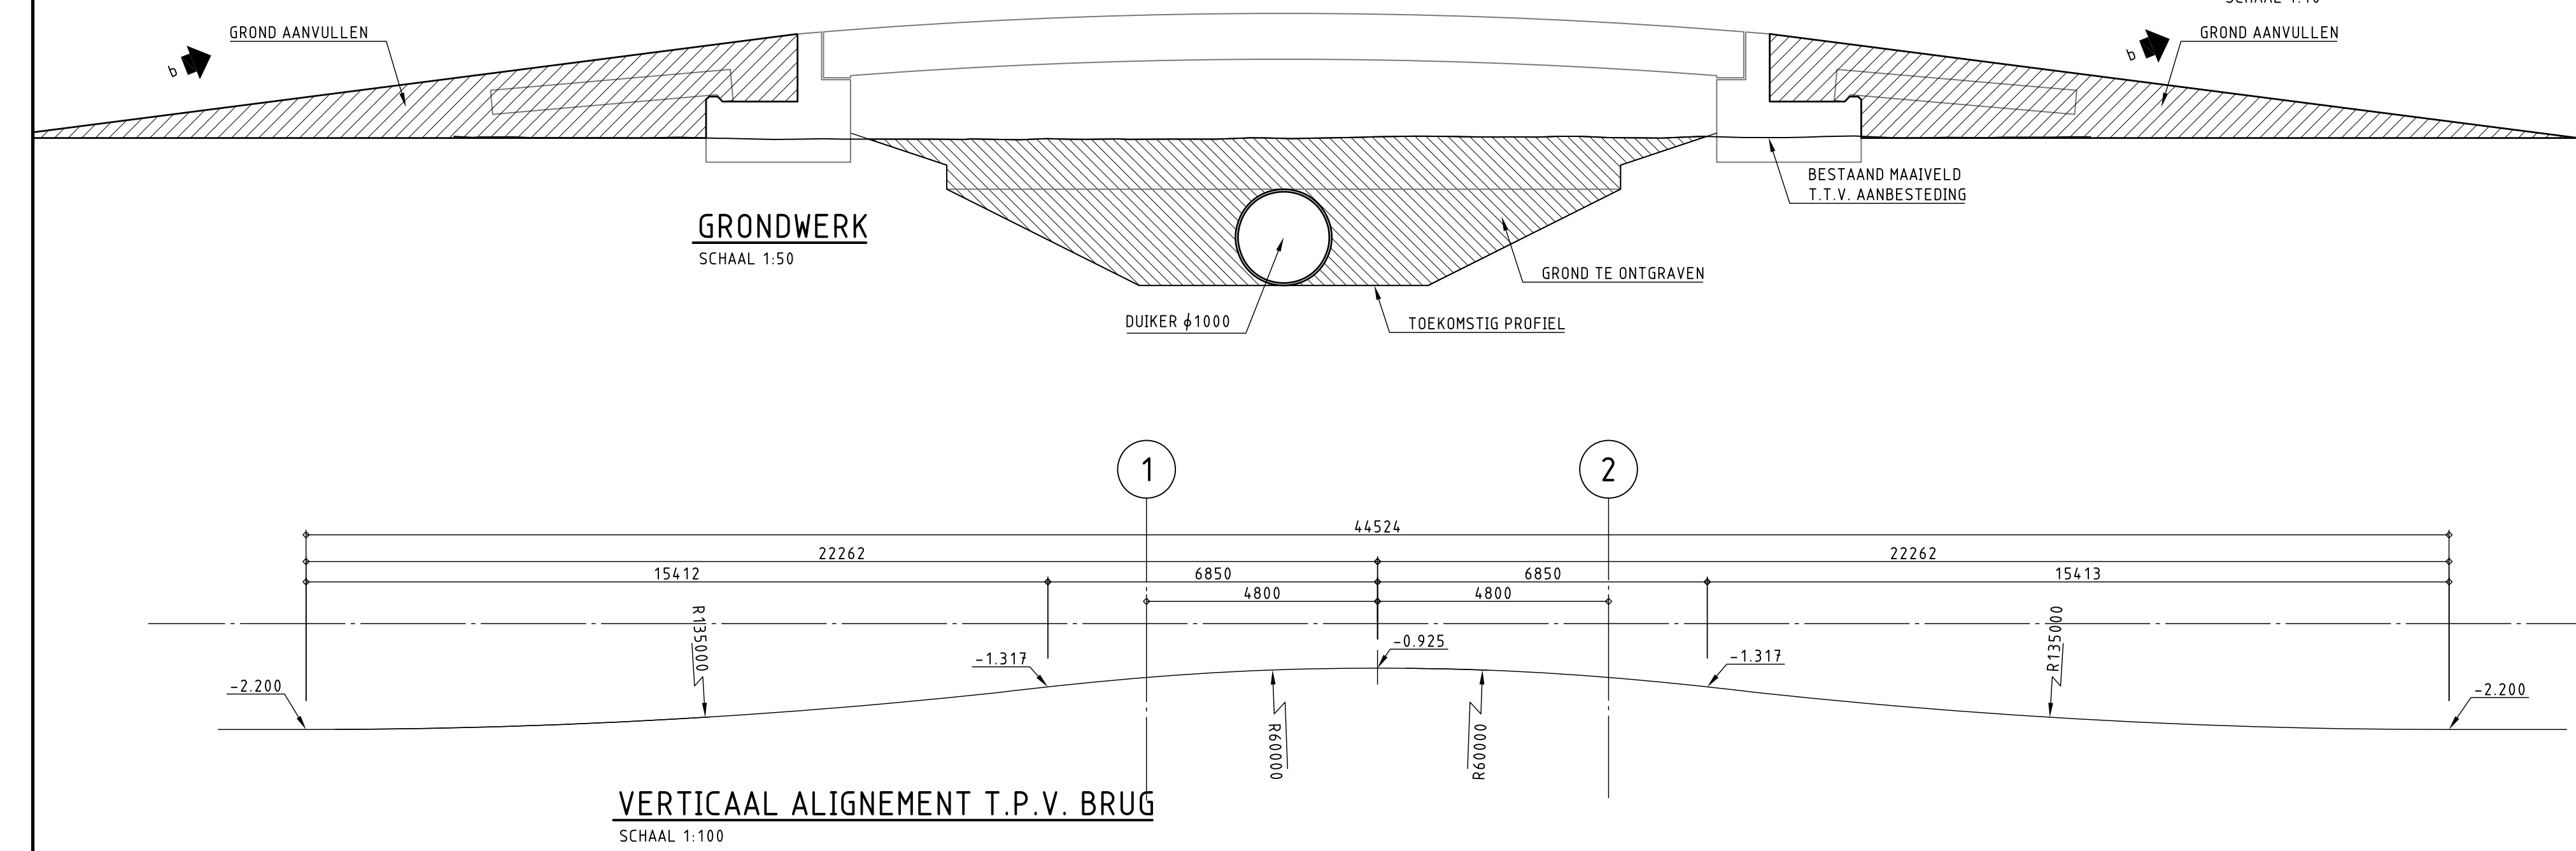 GROND AANVULLEN
GROND AANVULLEN
b
b
BESTAAND MAAIVELD
T.T.V. AANBESTEDING
GRONDWERK
SCHAAL 1:50
GROND TE ONTGRAVEN
DUIKER ϕ1000
TOEKOMSTIG PROFIEL
1
2
44524
22262
22262
15412
6850
6850
15413
4800
4800
R135000
R135000
-0.925
-1.317
-1.317
-2.200
-2.200
R60000
R60000
VERTICAAL ALIGNEMENT T.P.V. BRUG
SCHAAL 1:100